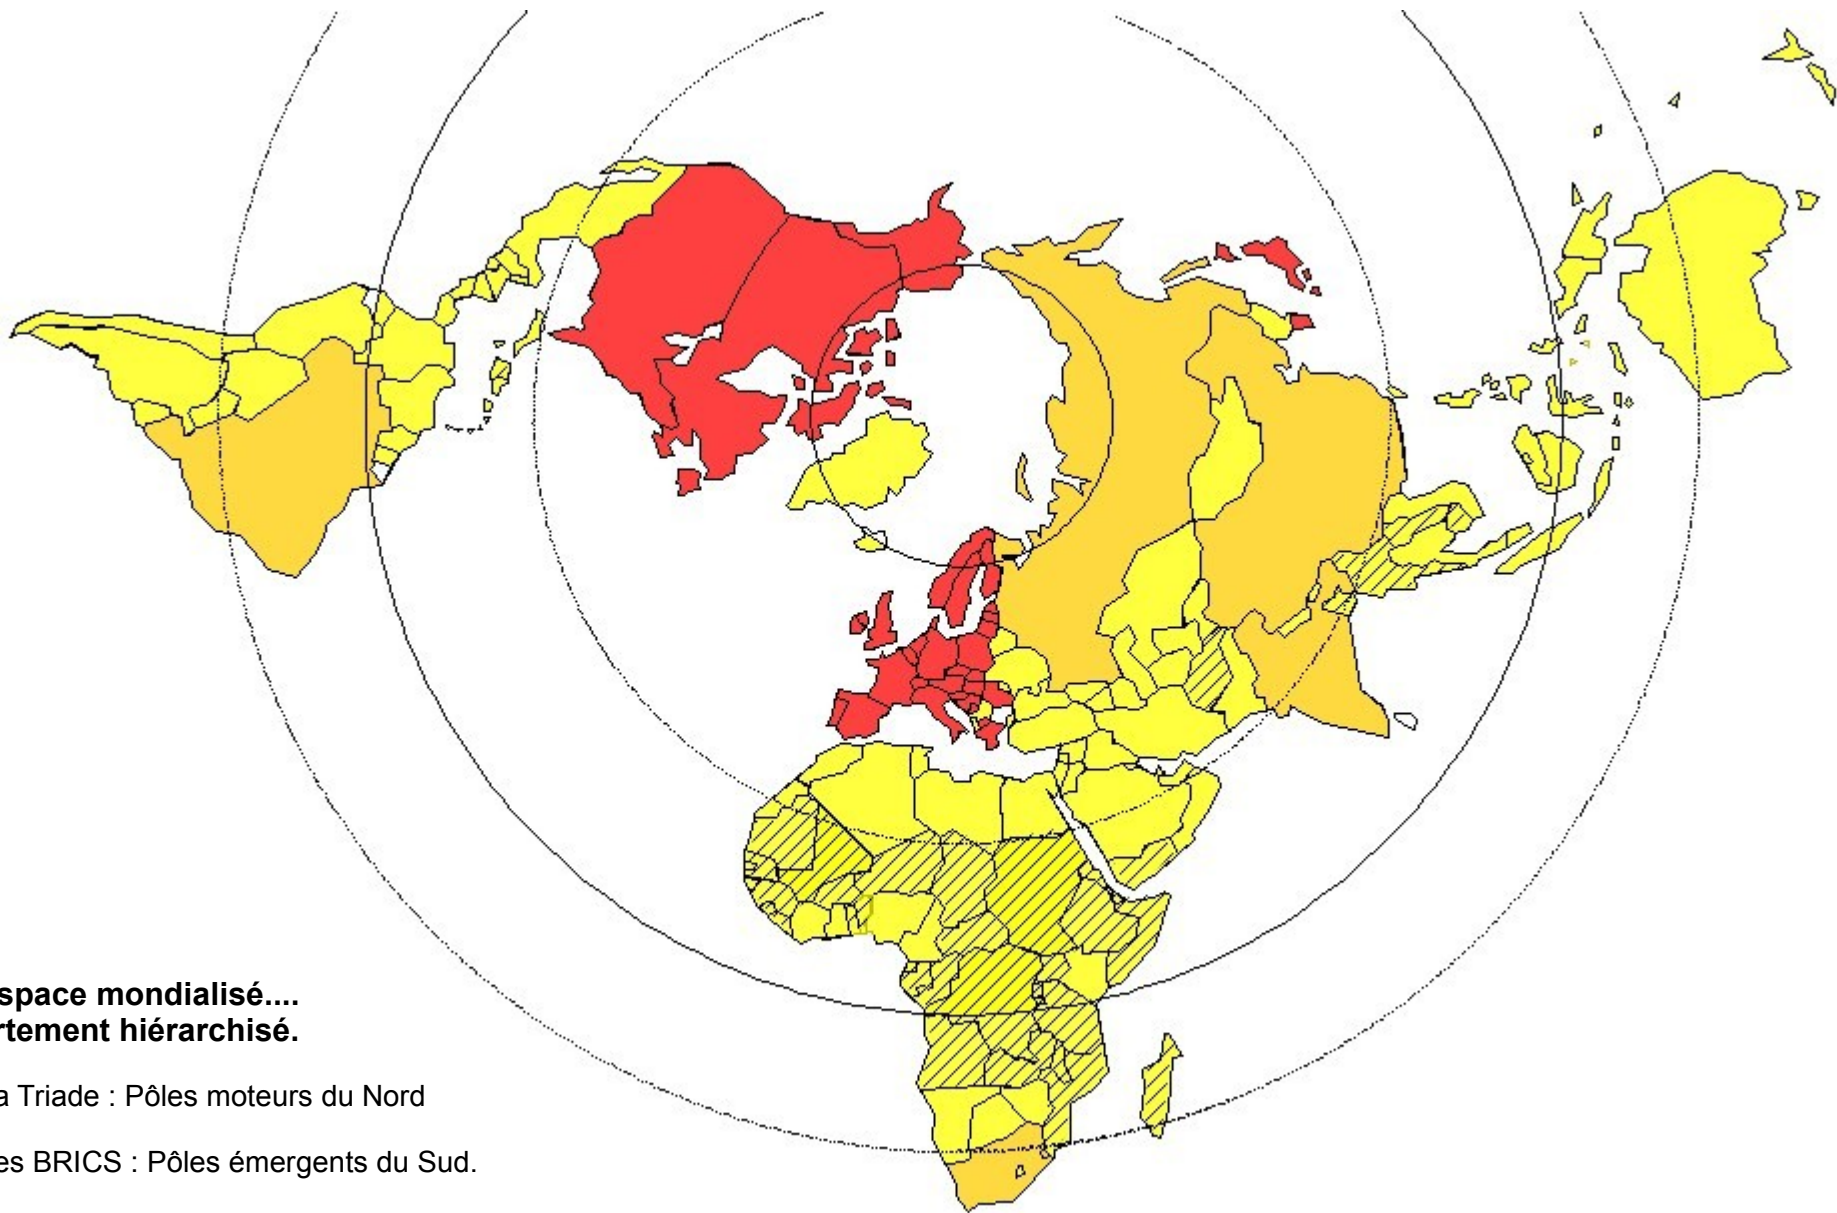 space mondialisé....
rtement hiérarchisé.
a Triade : Pôles moteurs du Nord
es BRICS : Pôles émergents du Sud.